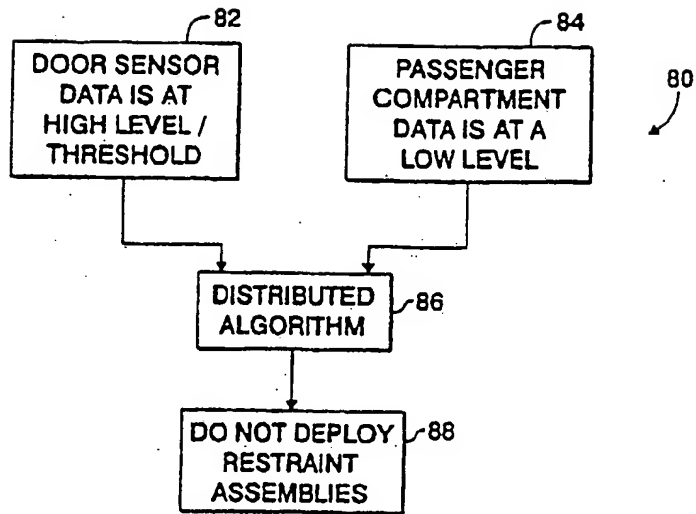 82
DOOR SENSOR
DATA IS AT
HIGH LEVEL /
THRESHOLD
84
PASSENGER
COMPARTMENT
DATA IS AT A
LOW LEVEL
80
DISTRIBUTED
ALGORITHM
86
DO NOT DEPLOY
RESTRAINT
ASSEMBLIES
88